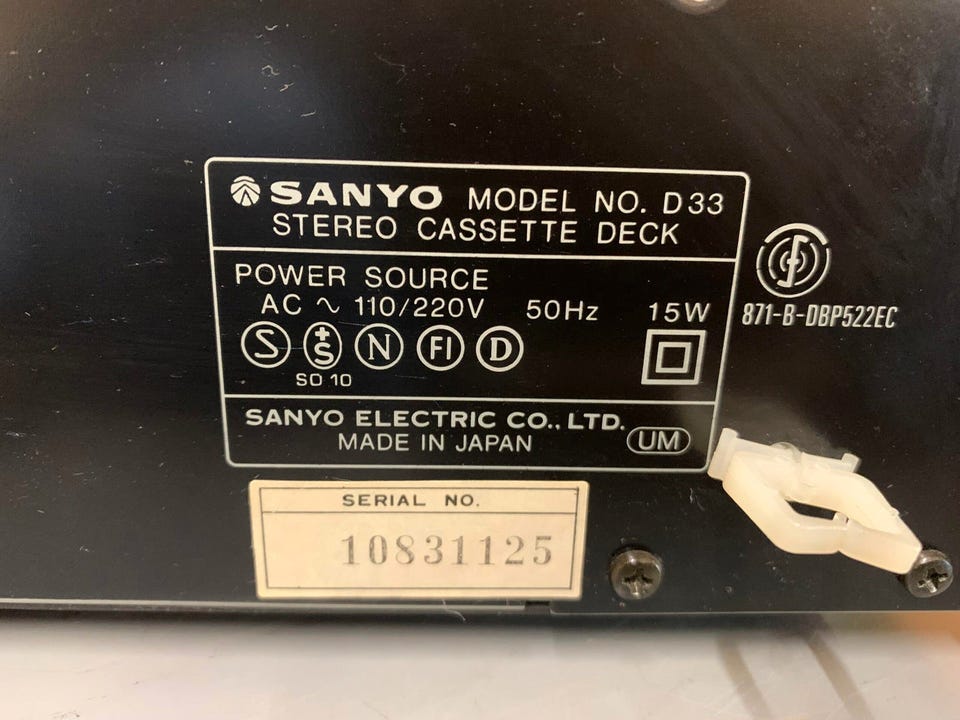 SANYO MODEL NO. D33
STEREO CASSETTE DECK
POWER SOURCE
AC ∿ 110/220V 50Hz 15W
S +S N FI D
SO 10
SANYO ELECTRIC CO., LTD.
MADE IN JAPAN UM
871-B-DBP522EC
SERIAL NO.
10831125